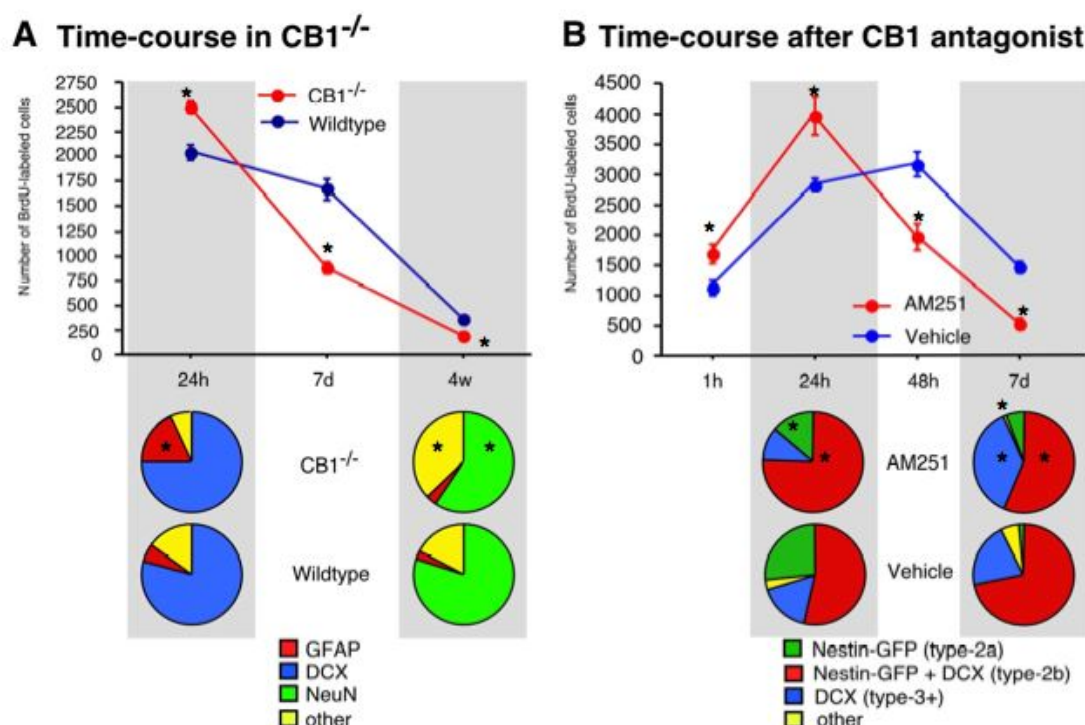 A Time-course in CB1-/-
Number of BrdU-labeled cells
2750
2500
2250
2000
1750
1500
1250
1000
750
500
250
0
*
*
*
CB1-/-
Wildtype
24h
7d
4w
*
*
*
CB1-/-
Wildtype
GFAP
DCX
NeuN
other
B Time-course after CB1 antagonist
Number of BrdU-labeled cells
4500
4000
3500
3000
2500
2000
1500
1000
500
0
*
*
*
*
AM251
Vehicle
1h
24h
48h
7d
*
*
*
*
*
AM251
Vehicle
Nestin-GFP (type-2a)
Nestin-GFP + DCX (type-2b)
DCX (type-3+)
other